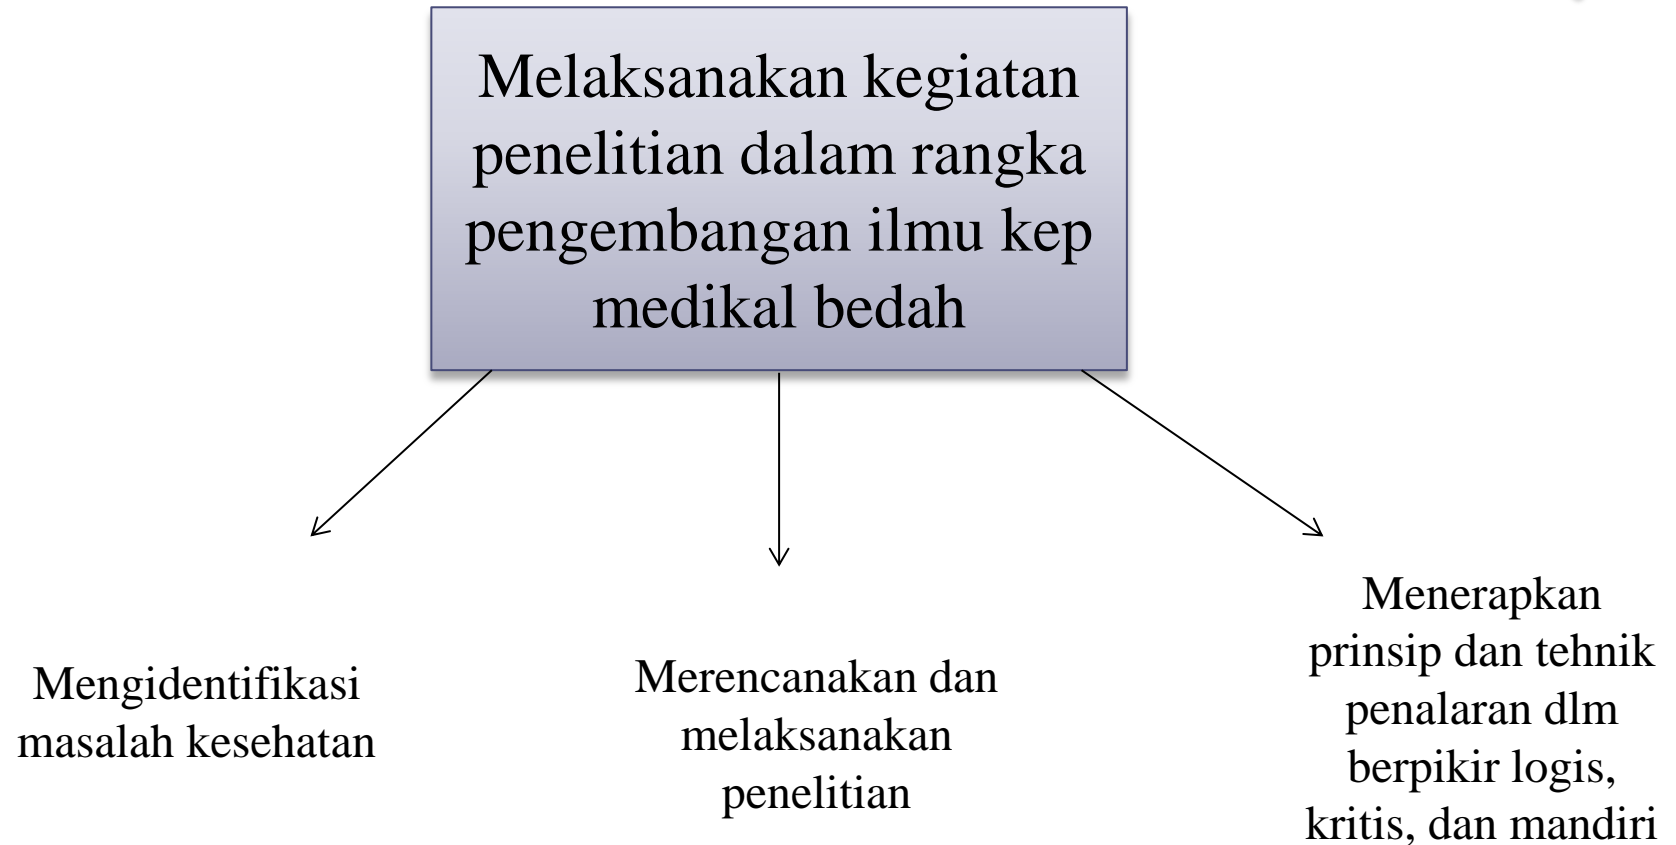 Melaksanakan kegiatan
penelitian dalam rangka
pengembangan ilmu kep
medikal bedah
Mengidentifikasi
masalah kesehatan
Merencanakan dan
melaksanakan
penelitian
Menerapkan
prinsip dan tehnik
penalaran dlm
berpikir logis,
kritis, dan mandiri